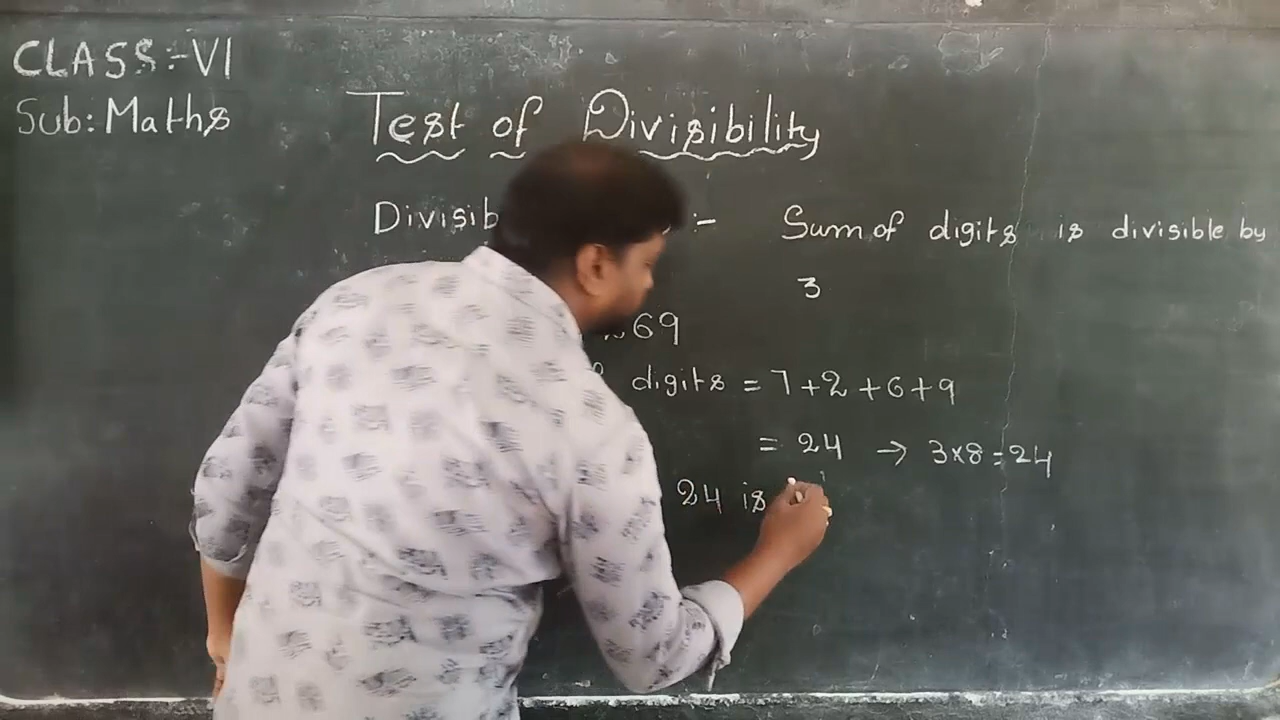 CLASS:-VI
Sub: Maths
Test of Divisibility
:- Sum of digits is divisible by
3
69
digits = 7+2+6+9
= 24 → 3×8=24
24 is